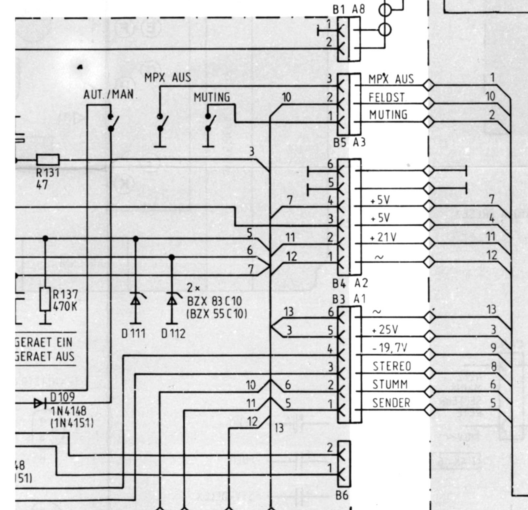 B1 A8
1
2
MPX AUS
AUT./MAN.
MUTING
10
3 MPX AUS 1
2 FELDST 10
1 MUTING 2
B5 A3
3
R131
47
6
5
7 4 +5V 7
3 +5V 4
5 11 2 +21V 11
6 12 1 ~ 12
7
B4 A2
B3 A1
R137
470K
2×
BZX 83 C10
(BZX 55 C10)
D111 D112
13 6 ~ 13
3 5 +25V 3
4 -19,7V 9
3 STEREO 8
10 6 2 STUMM 6
11 5 1 SENDER 5
12 13
GERAET EIN
GERAET AUS
D109
1N4148
(1N4151)
2
1
B6
48
151)